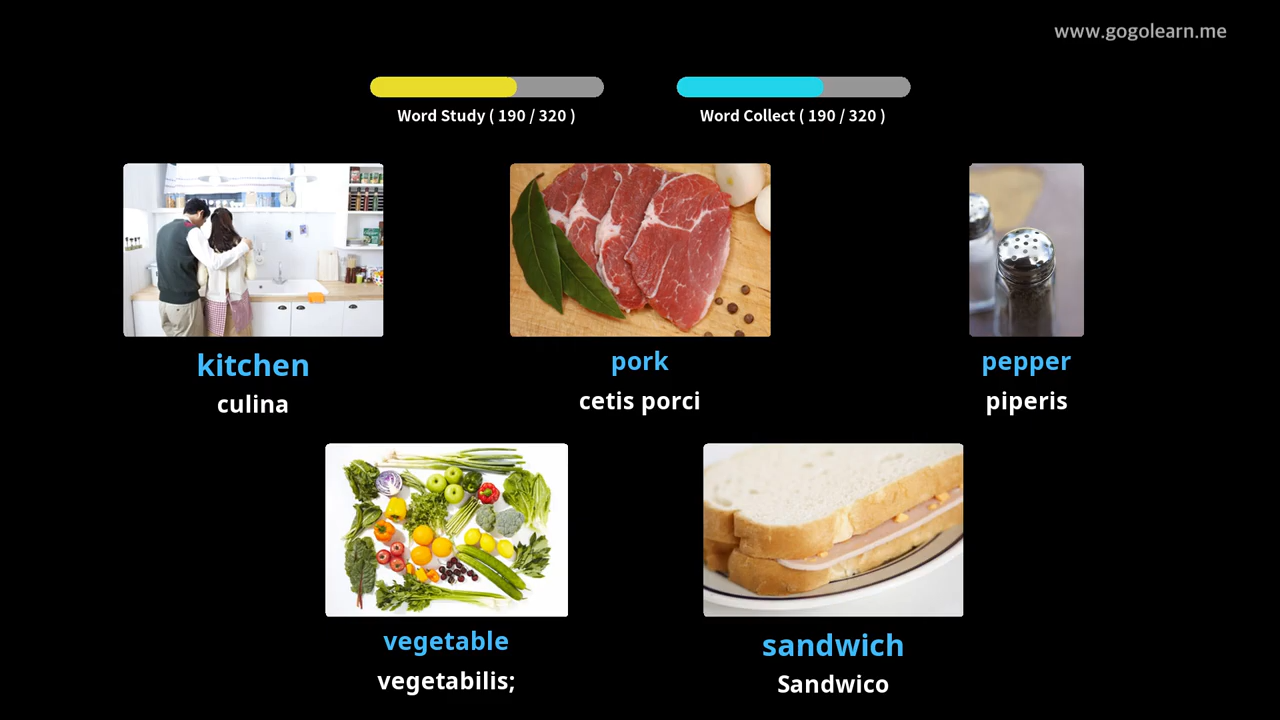 www.gogolearn.me
Word Study ( 190 / 320 )
Word Collect ( 190 / 320 )
kitchen
culina
pork
cetis porci
pepper
piperis
vegetable
vegetabilis;
sandwich
Sandwico